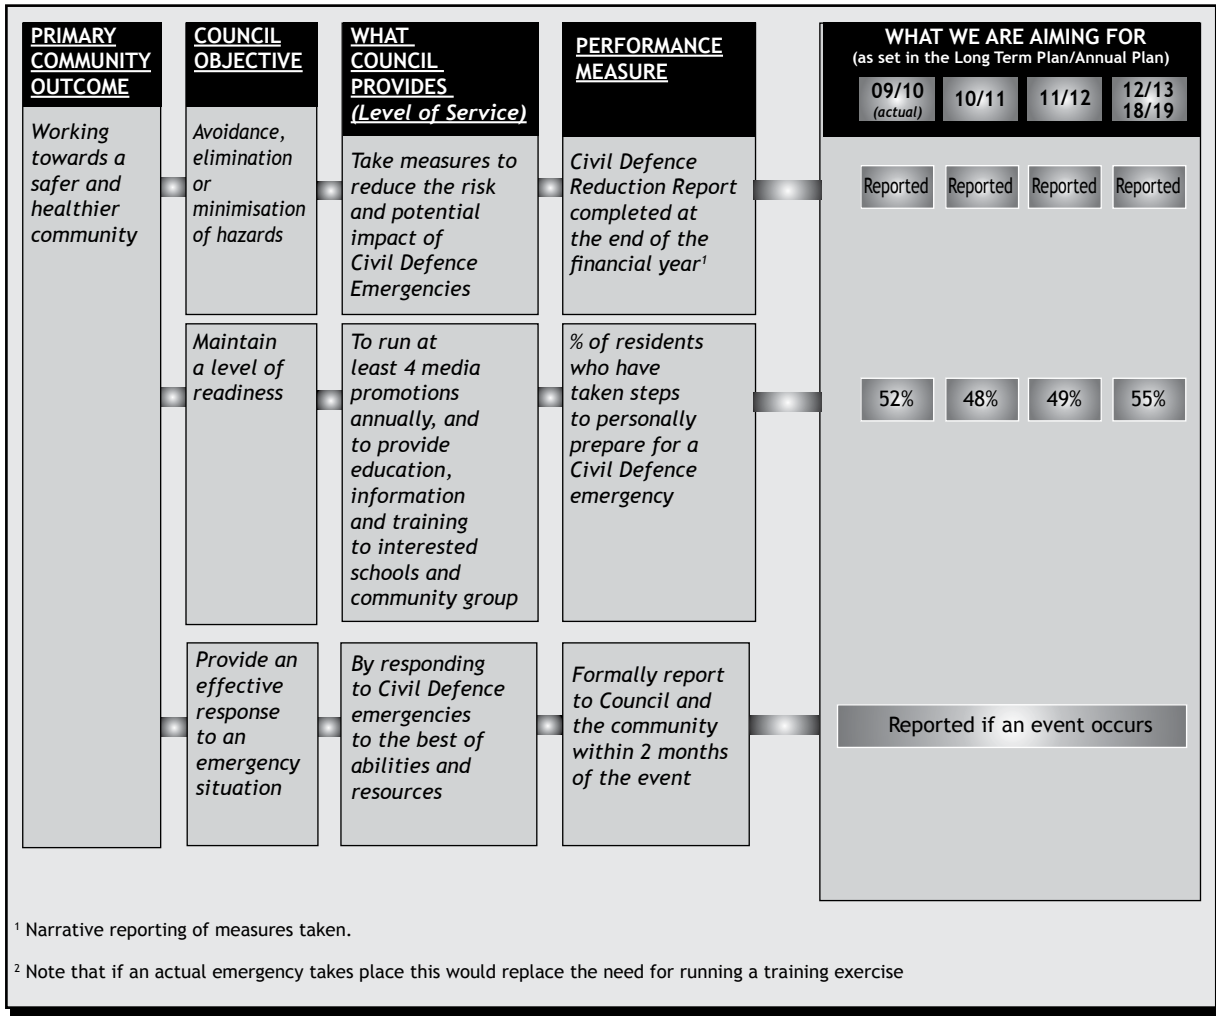 PRIMARY
COMMUNITY
OUTCOME
Working
towards a
safer and
healthier
community
COUNCIL
OBJECTIVE
WHAT
COUNCIL
PROVIDES
(Level of Service)
PERFORMANCE
MEASURE
WHAT WE ARE AIMING FOR
(as set in the Long Term Plan/Annual Plan)
09/10
(actual)
10/11
11/12
12/13
18/19
Avoidance,
elimination
or
minimisation
of hazards
Take measures to
reduce the risk
and potential
impact of
Civil Defence
Emergencies
Civil Defence
Reduction Report
completed at
the end of the
financial year¹
Reported
Reported
Reported
Reported
Maintain
a level of
readiness
To run at
least 4 media
promotions
annually, and
to provide
education,
information
and training
to interested
schools and
community group
% of residents
who have
taken steps
to personally
prepare for a
Civil Defence
emergency
52%
48%
49%
55%
Provide an
effective
response
to an
emergency
situation
By responding
to Civil Defence
emergencies
to the best of
abilities and
resources
Formally report
to Council and
the community
within 2 months
of the event
Reported if an event occurs
¹ Narrative reporting of measures taken.
² Note that if an actual emergency takes place this would replace the need for running a training exercise